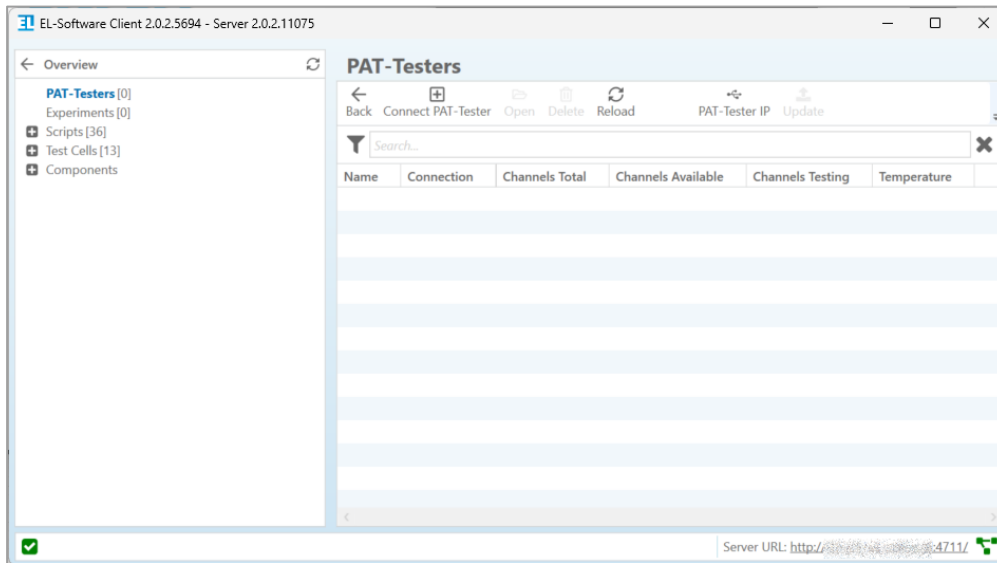 EL-Software Client 2.0.2.5694 - Server 2.0.2.11075
Overview
PAT-Testers [0]
Experiments [0]
Scripts [36]
Test Cells [13]
Components
PAT-Testers
Back Connect PAT-Tester Open Delete Reload PAT-Tester IP Update
Search...
Name Connection Channels Total Channels Available Channels Testing Temperature
Server URL: http:/ :4711/